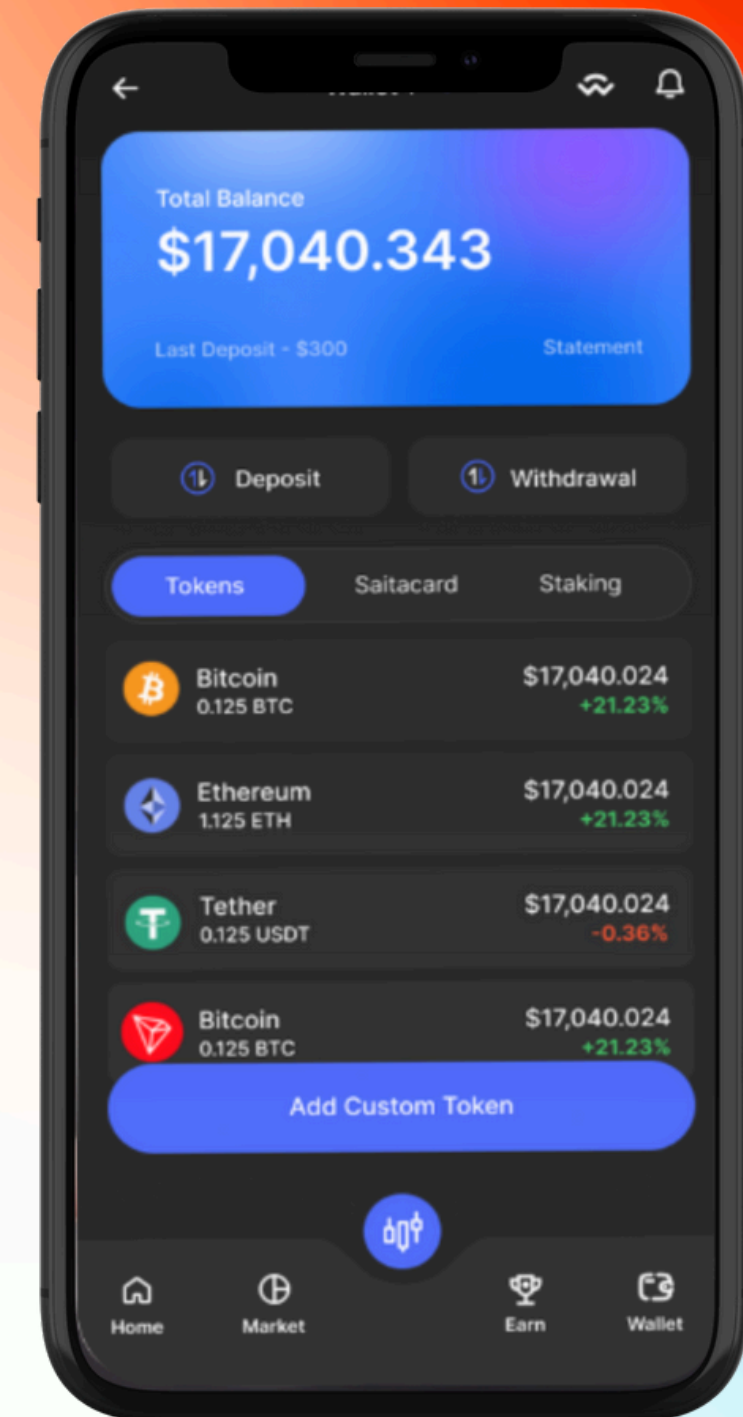 Total Balance
$17,040.343
Last Deposit - $300
Statement
Deposit
Withdrawal
Tokens
Saitacard
Staking
Bitcoin
$17,040.024
0.125 BTC
+21.23%
Ethereum
$17,040.024
1.125 ETH
+21.23%
Tether
$17,040.024
0.125 USDT
-0.36%
Bitcoin
$17,040.024
0.125 BTC
+21.23%
Add Custom Token
Home
Market
Earn
Wallet